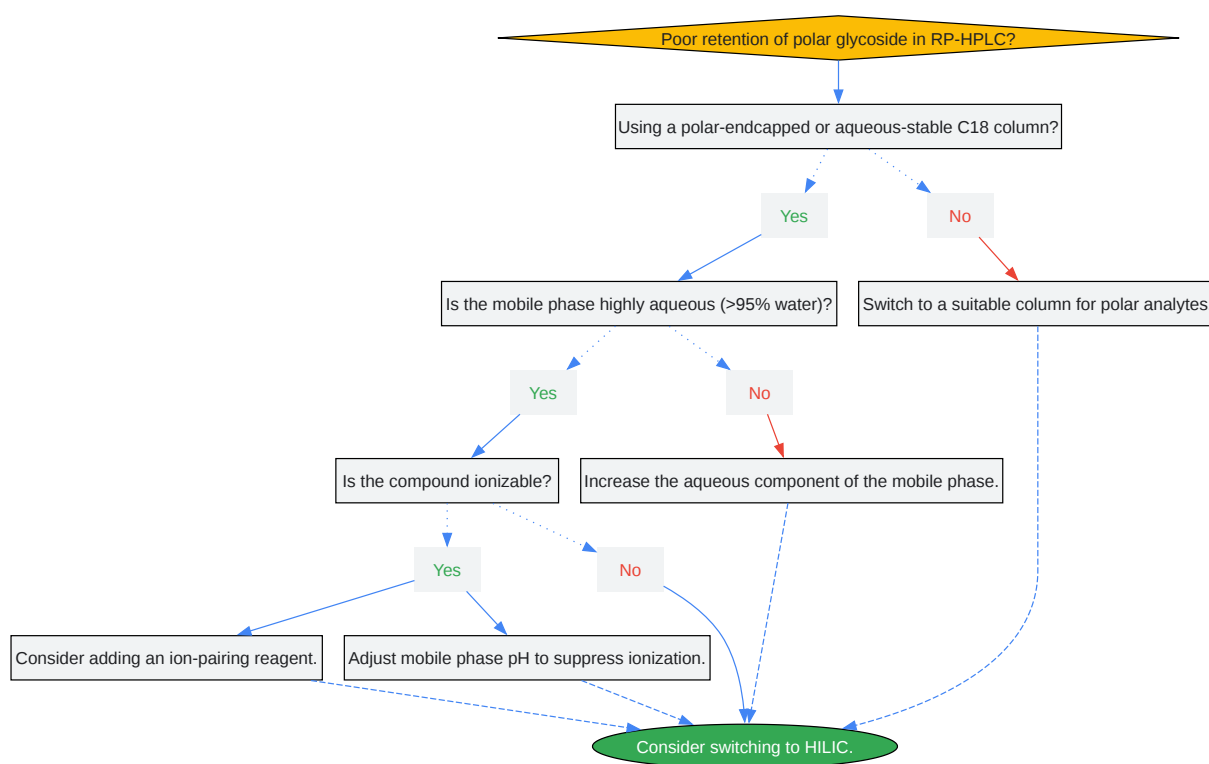 Poor retention of polar glycoside in RP-HPLC?
Using a polar-endcapped or aqueous-stable C18 column?
Yes
No
Is the mobile phase highly aqueous (>95% water)?
Switch to a suitable column for polar analytes
Yes
No
Is the compound ionizable?
Increase the aqueous component of the mobile phase.
Yes
No
Consider adding an ion-pairing reagent.
Adjust mobile phase pH to suppress ionization.
Consider switching to HILIC.